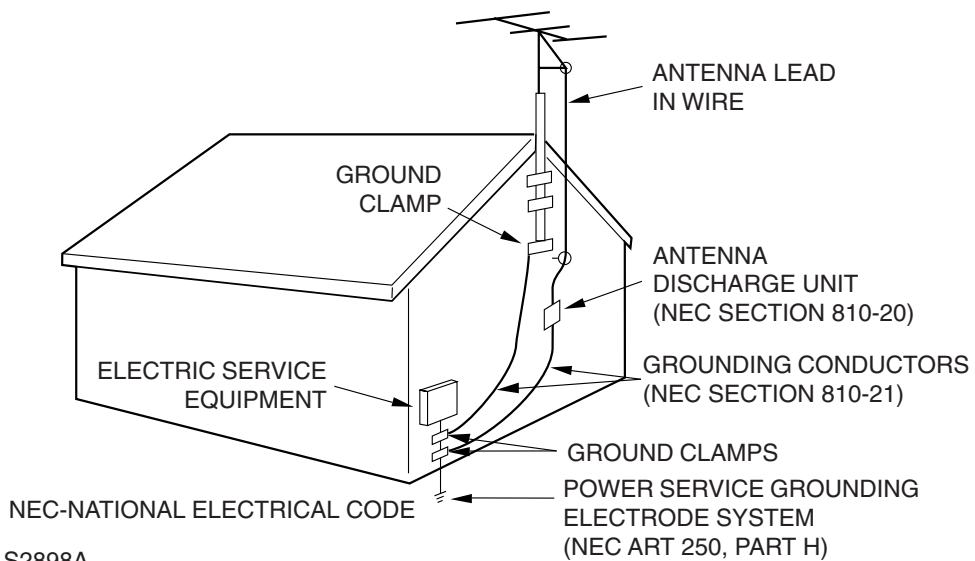 ANTENNA LEAD
IN WIRE
GROUND
CLAMP
ANTENNA
DISCHARGE UNIT
(NEC SECTION 810-20)
ELECTRIC SERVICE
EQUIPMENT
GROUNDING CONDUCTORS
(NEC SECTION 810-21)
GROUND CLAMPS
POWER SERVICE GROUNDING
ELECTRODE SYSTEM
(NEC ART 250, PART H)
NEC-NATIONAL ELECTRICAL CODE
S2898A